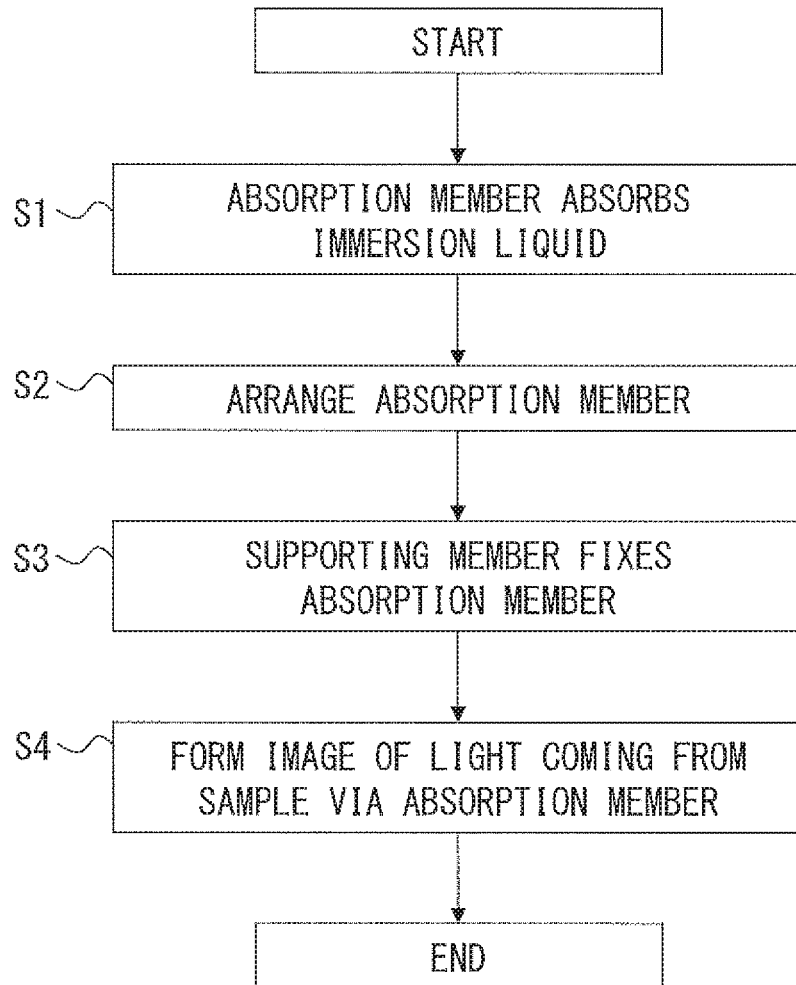 START
S1
ABSORPTION MEMBER ABSORBS
IMMERSION LIQUID
S2
ARRANGE ABSORPTION MEMBER
S3
SUPPORTING MEMBER FIXES
ABSORPTION MEMBER
S4
FORM IMAGE OF LIGHT COMING FROM
SAMPLE VIA ABSORPTION MEMBER
END